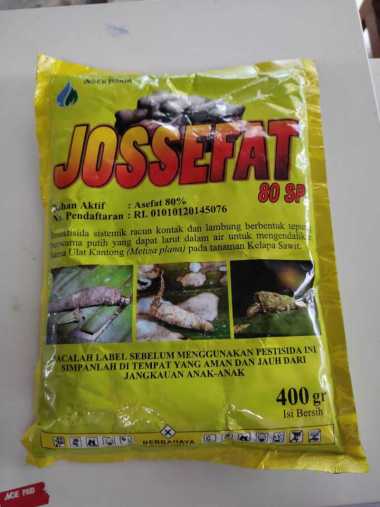 JOSSEFAT
80 SP
Bahan Aktif : Asefat 80%
No. Pendaftaran : RI. 01010120145076
Insektisida sistemik racun kontak dan lambung berbentuk tepung
berwarna putih yang dapat larut dalam air untuk mengendalikan
hama Ulat Kantong (Metisa plana) pada tanaman Kelapa Sawit.
BACALAH LABEL SEBELUM MENGGUNAKAN PESTISIDA INI
SIMPANLAH DI TEMPAT YANG AMAN DAN JAUH DARI
JANGKAUAN ANAK-ANAK
400 gr
Isi Bersih
BERBAHAYA
ACE PAD